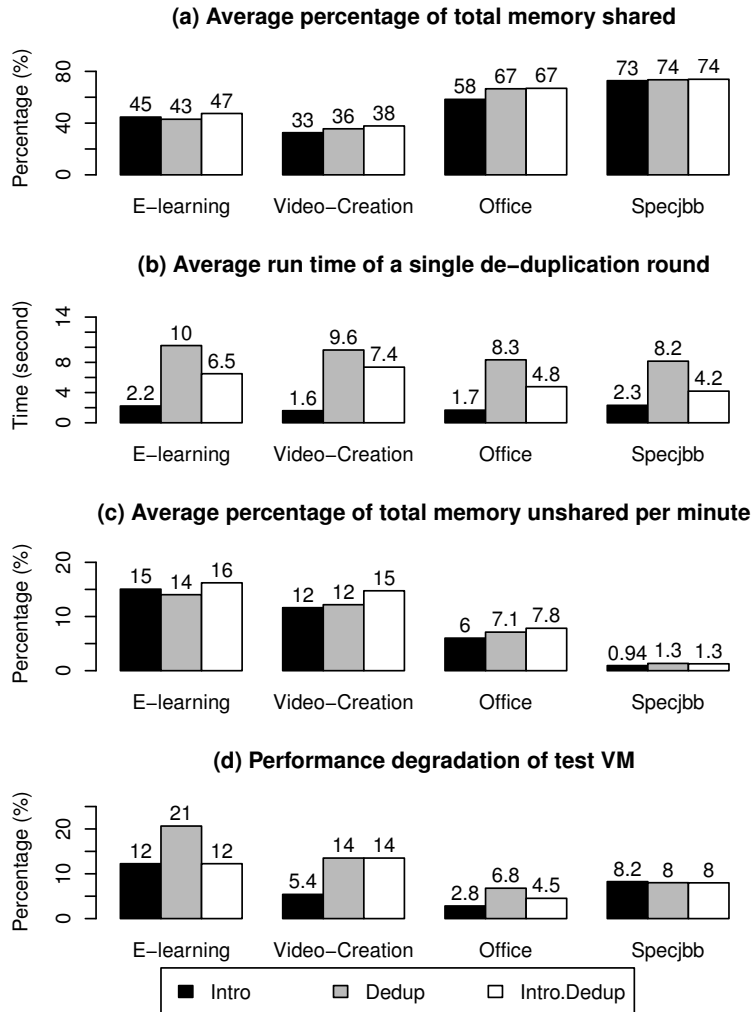 (a) Average percentage of total memory shared
Percentage (%)
0 40 80
45 43 47
33 36 38
58 67 67
73 74 74
E−learning Video−Creation Office Specjbb
(b) Average run time of a single de−duplication round
Time (second)
0 4 8 14
2.2 10 6.5
1.6 9.6 7.4
1.7 8.3 4.8
2.3 8.2 4.2
E−learning Video−Creation Office Specjbb
(c) Average percentage of total memory unshared per minute
Percentage (%)
0 10 20
15 14 16
12 12 15
6 7.1 7.8
0.94 1.3 1.3
E−learning Video−Creation Office Specjbb
(d) Performance degradation of test VM
Percentage (%)
0 10 20
12 21 12
5.4 14 14
2.8 6.8 4.5
8.2 8 8
E−learning Video−Creation Office Specjbb
Intro Dedup Intro.Dedup